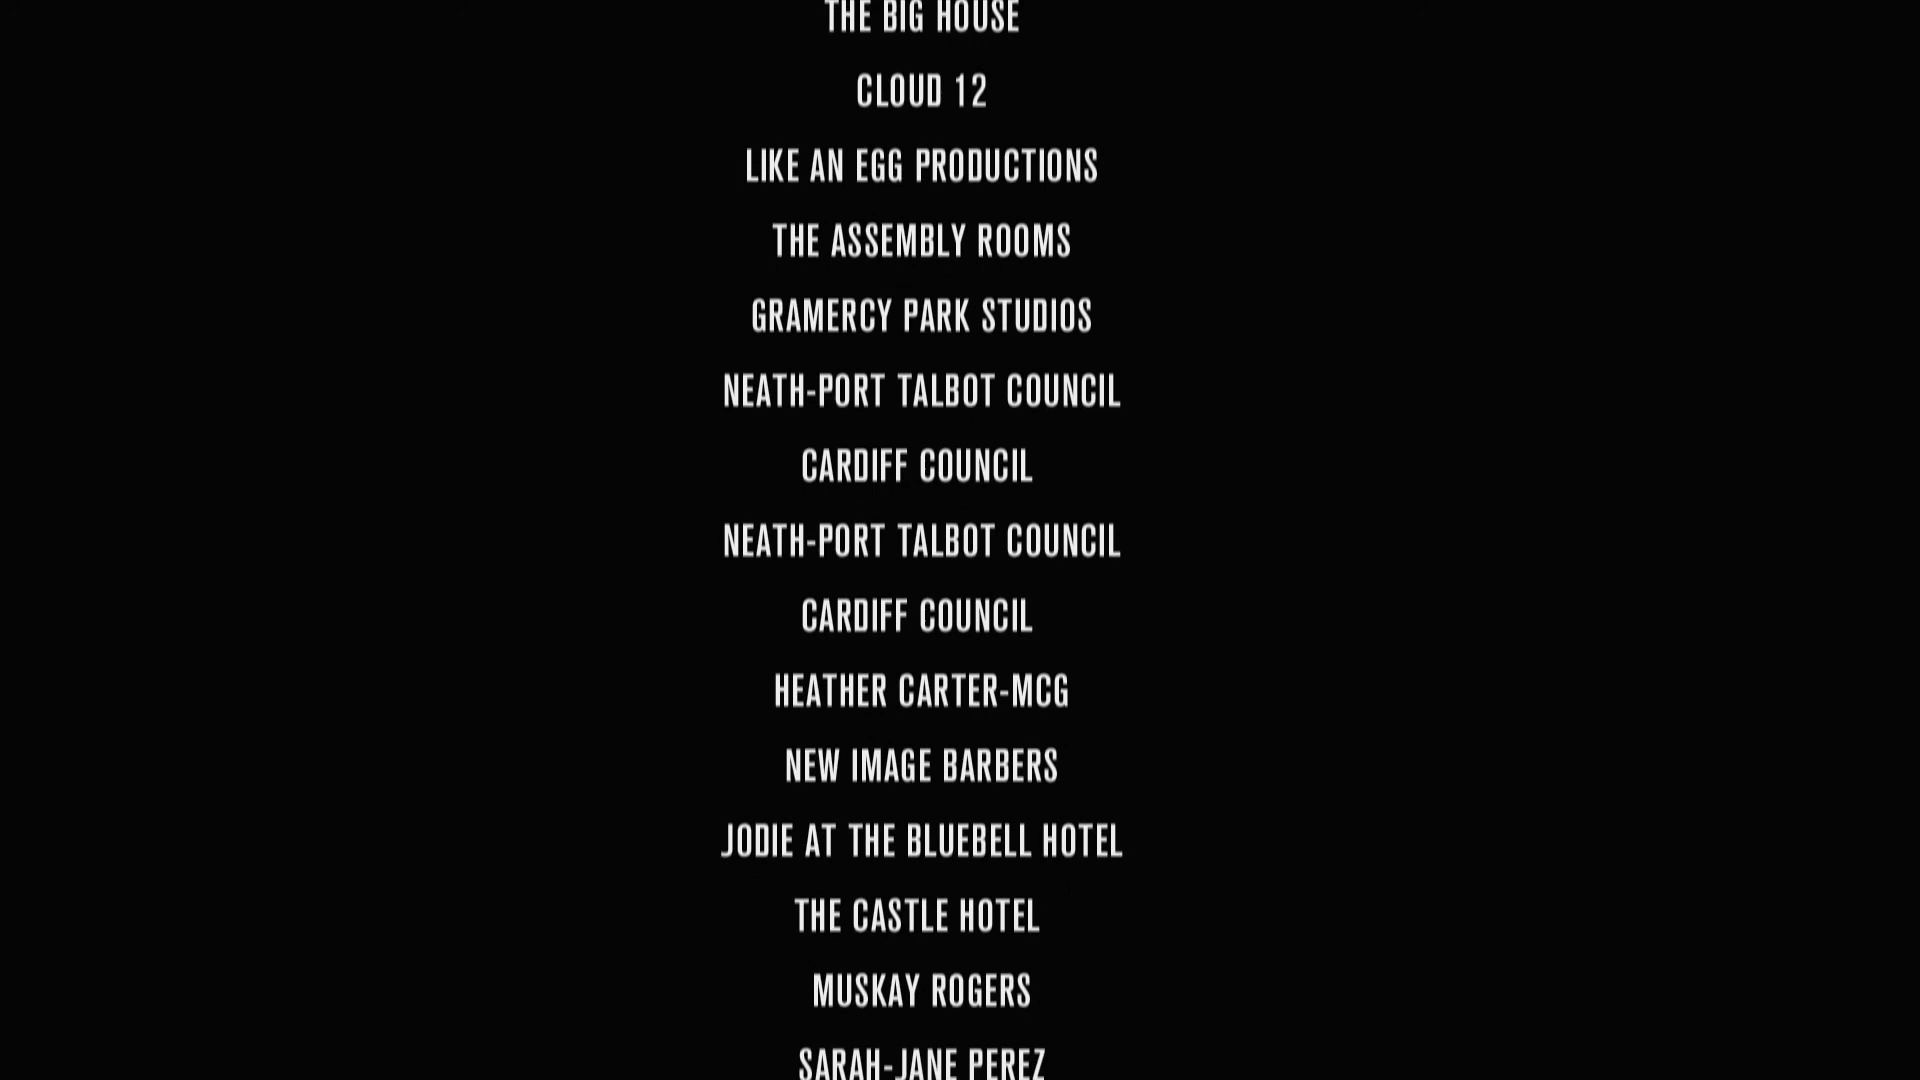 THE BIG HOUSE
CLOUD 12
LIKE AN EGG PRODUCTIONS
THE ASSEMBLY ROOMS
GRAMERCY PARK STUDIOS
NEATH-PORT TALBOT COUNCIL
CARDIFF COUNCIL
NEATH-PORT TALBOT COUNCIL
CARDIFF COUNCIL
HEATHER CARTER-MCG
NEW IMAGE BARBERS
JODIE AT THE BLUEBELL HOTEL
THE CASTLE HOTEL
MUSKAY ROGERS
SARAH-JANE PEREZ